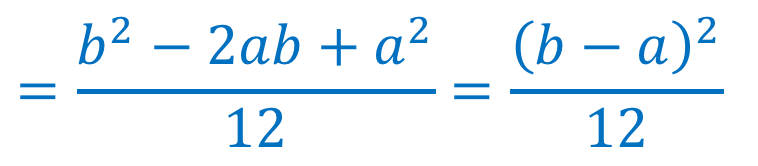 = (b² − 2ab + a²)/12 = (b − a)²/12